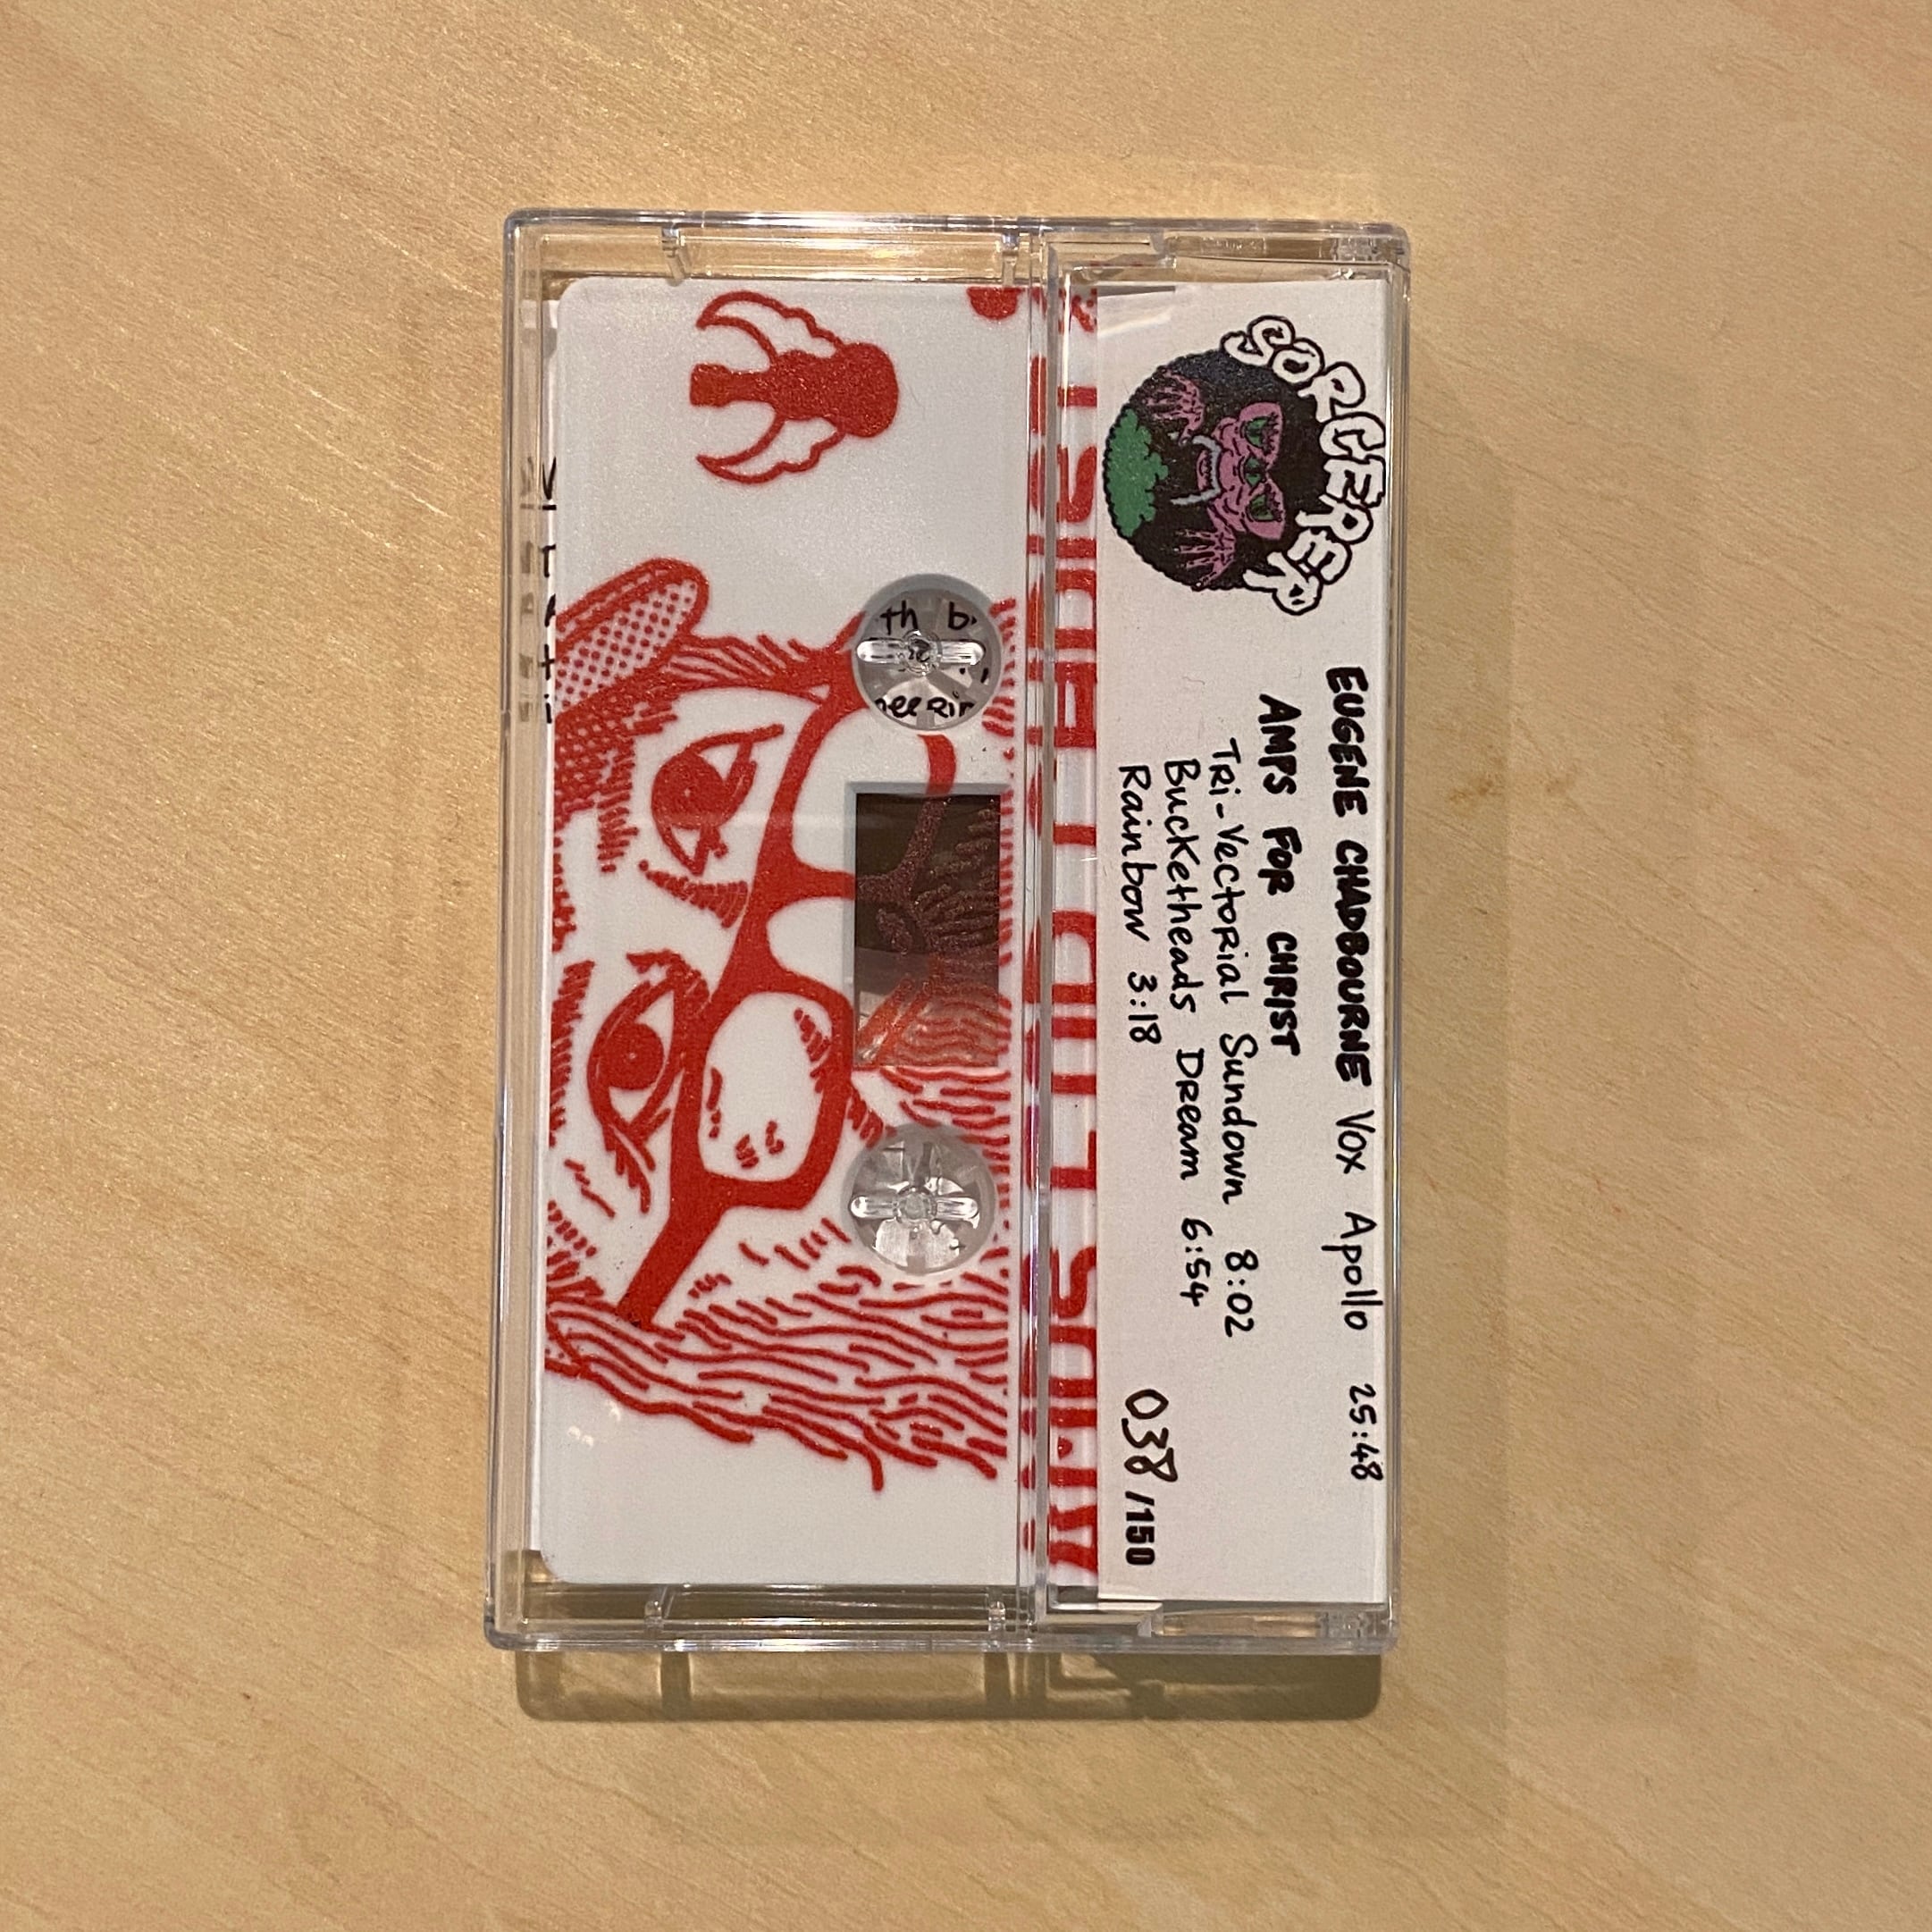 SORCERER
EUGENE CHADBOURNE Vox Apollo 25:48
AMPS FOR CHRIST
Tri-Vectorial Sundown 8:02
Bucketheads Dream 6:54
Rainbow 3:18
038/150
th